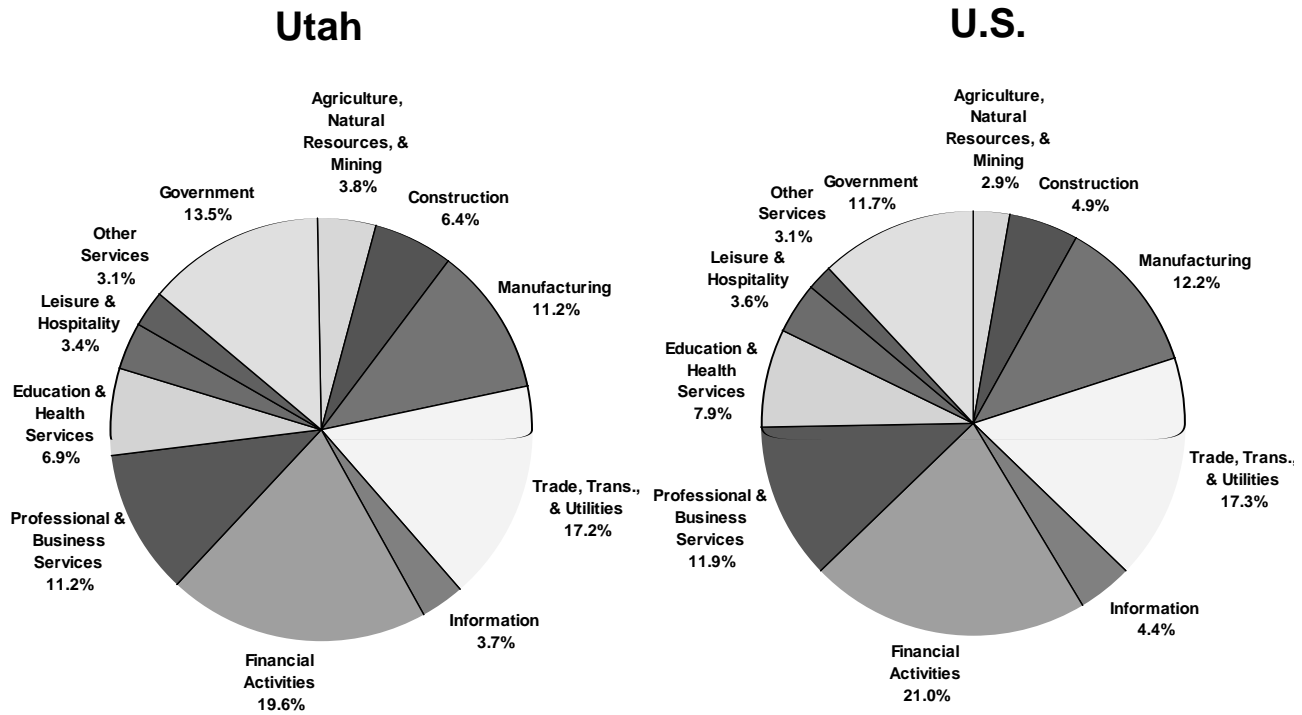 Utah
Agriculture,
Natural
Resources, &
Mining
3.8%
Construction
6.4%
Manufacturing
11.2%
Trade, Trans.,
& Utilities
17.2%
Information
3.7%
Financial
Activities
19.6%
Professional &
Business
Services
11.2%
Education &
Health
Services
6.9%
Leisure &
Hospitality
3.4%
Other
Services
3.1%
Government
13.5%
U.S.
Agriculture,
Natural
Resources, &
Mining
2.9%
Construction
4.9%
Manufacturing
12.2%
Trade, Trans.,
& Utilities
17.3%
Information
4.4%
Financial
Activities
21.0%
Professional &
Business
Services
11.9%
Education &
Health
Services
7.9%
Leisure &
Hospitality
3.6%
Other
Services
3.1%
Government
11.7%